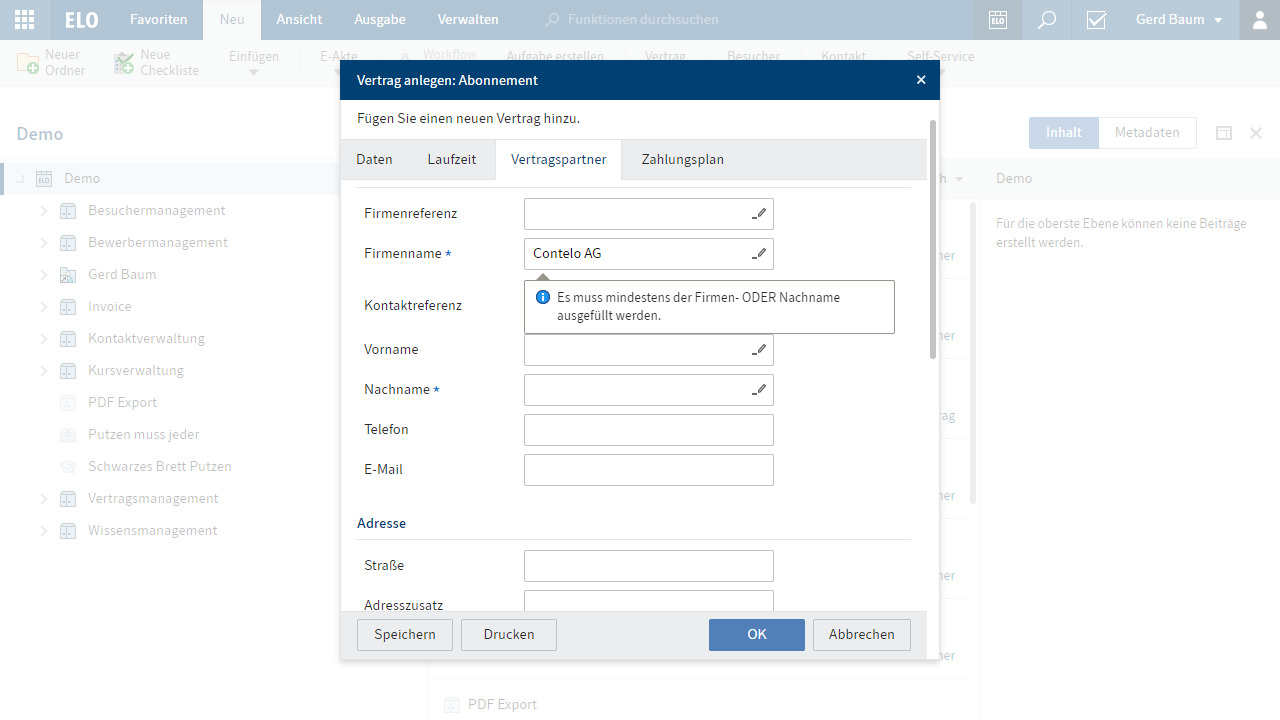 ELO
Favoriten
Neu
Ansicht
Ausgabe
Verwalten
Funktionen durchsuchen
ELO
Gerd Baum
Neuer
Ordner
Neue
Checkliste
Einfügen
E-Akte
Workflow
Aufgabe erstellen
Vertrag
Besucher
Kontakt
Self-Service
Demo
Inhalt
Metadaten
Demo
Besuchermanagement
Bewerbermanagement
Gerd Baum
Invoice
Kontaktverwaltung
Kursverwaltung
PDF Export
Putzen muss jeder
Schwarzes Brett Putzen
Vertragsmanagement
Wissensmanagement
Vertrag anlegen: Abonnement
Fügen Sie einen neuen Vertrag hinzu.
Daten
Laufzeit
Vertragspartner
Zahlungsplan
Firmenreferenz
Firmenname *
Contelo AG
Es muss mindestens der Firmen- ODER Nachname
ausgefüllt werden.
Kontaktreferenz
Vorname
Nachname *
Telefon
E-Mail
Adresse
Straße
Adresszusatz
Speichern
Drucken
OK
Abbrechen
PDF Export
Demo
Für die oberste Ebene können keine Beiträge
erstellt werden.